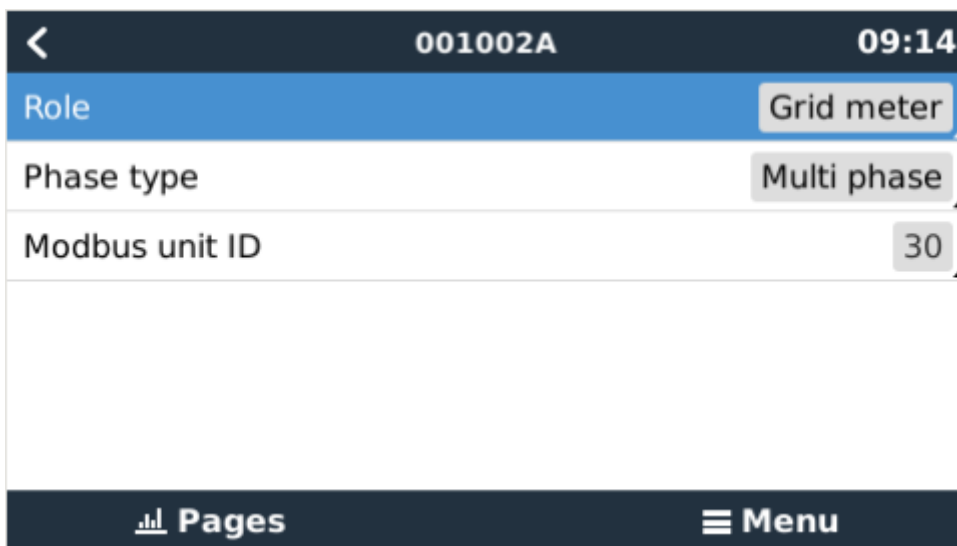 001002A 09:14
Role Grid meter
Phase type Multi phase
Modbus unit ID 30
Pages Menu